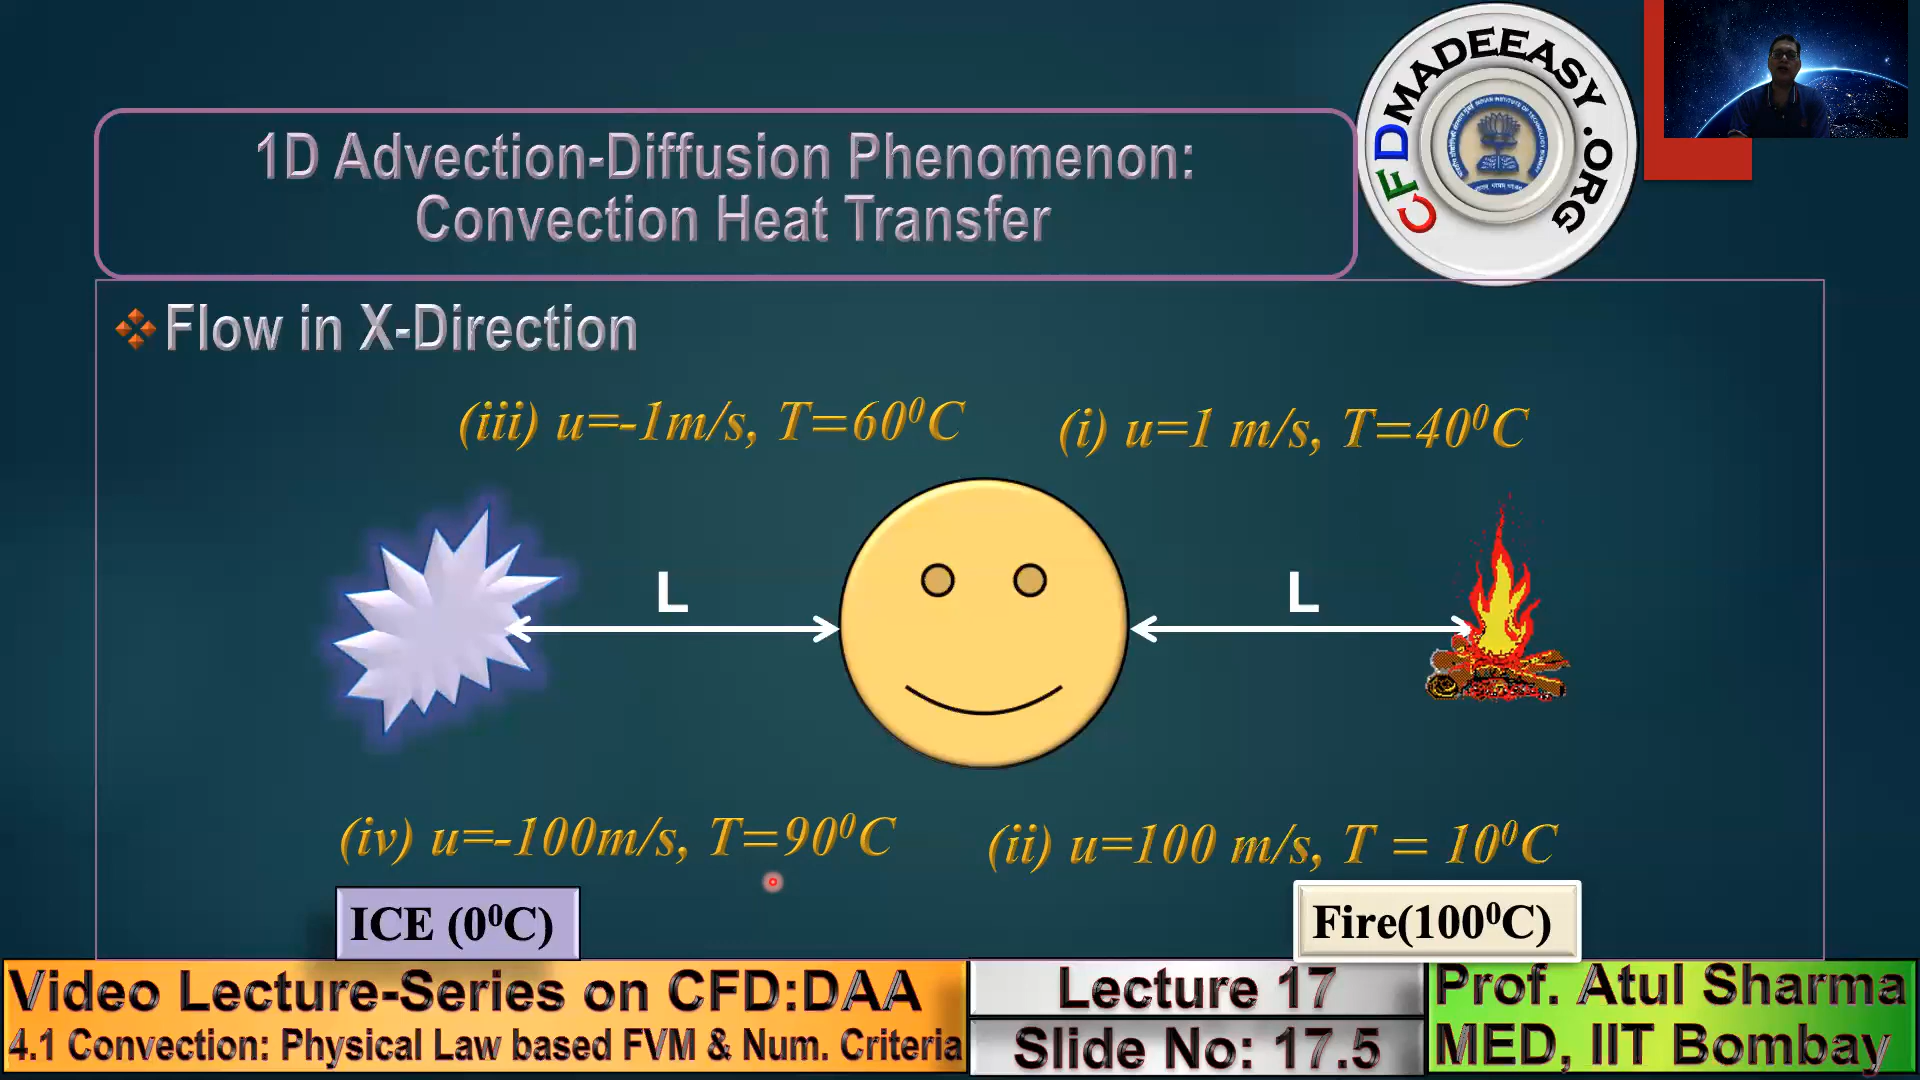 1D Advection-Diffusion Phenomenon:
Convection Heat Transfer
CFDMADEEASY.ORG
Flow in X-Direction
(iii) u=-1m/s, T=60⁰C
(i) u=1 m/s, T=40⁰C
L
L
(iv) u=-100m/s, T=90⁰C
(ii) u=100 m/s, T = 10⁰C
ICE (0⁰C)
Fire(100⁰C)
Video Lecture-Series on CFD:DAA
4.1 Convection: Physical Law based FVM & Num. Criteria
Lecture 17
Slide No: 17.5
Prof. Atul Sharma
MED, IIT Bombay